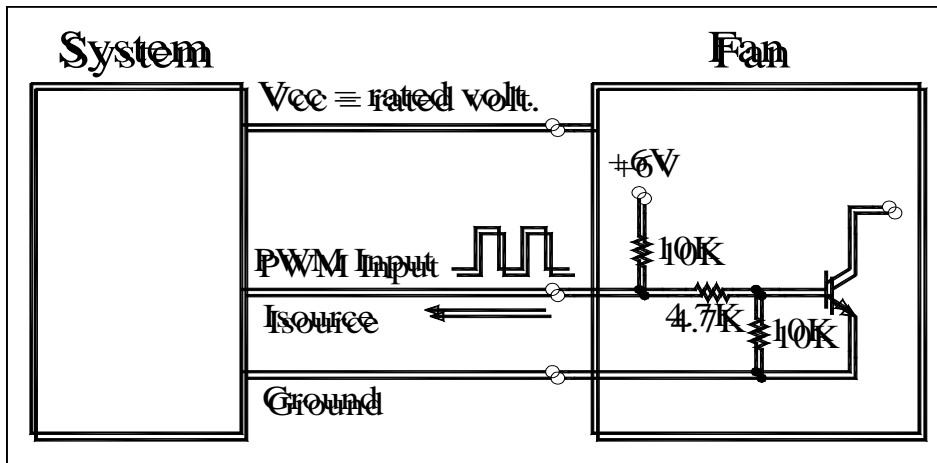 System
Fan
Vcc = rated volt.
+6V
10K
PWM Input
Isource
4.7K
10K
Ground